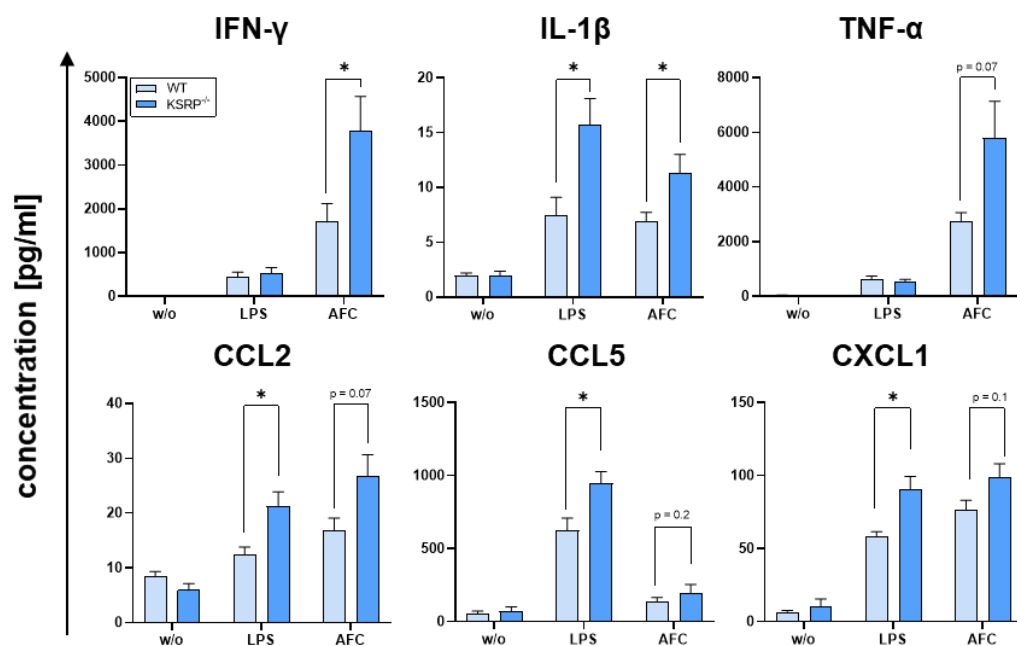 IFN-γ
IL-1β
TNF-α
concentration [pg/ml]
5000
4000
3000
2000
1000
0
WT
KSRP-/-
*
w/o
LPS
AFC
20
15
10
5
0
*
*
w/o
LPS
AFC
8000
6000
4000
2000
0
p = 0.07
w/o
LPS
AFC
CCL2
CCL5
CXCL1
40
30
20
10
0
*
p = 0.07
w/o
LPS
AFC
1500
1000
500
0
*
p = 0.2
w/o
LPS
AFC
150
100
50
0
*
p = 0.1
w/o
LPS
AFC